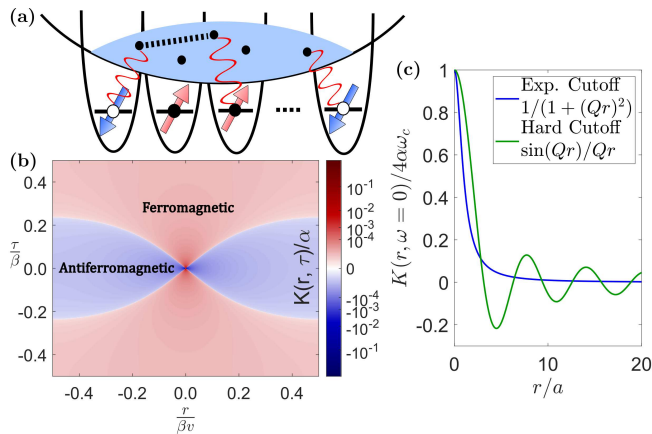 (a)
(b)
0.4
0.2
0.0
-0.2
-0.4
τ/β
Ferromagnetic
Antiferromagnetic
-0.4 -0.2 0.0 0.2 0.4
r/βv
K(r, τ)/α
10⁻¹
10⁻²
10⁻³
10⁻⁴
0
-10⁻⁴
-10⁻³
-10⁻²
-10⁻¹
(c)
Exp. Cutoff
1/(1 + (Qr)²)
Hard Cutoff
sin(Qr)/Qr
K(r, ω = 0)/4αω_c
1
0.8
0.6
0.4
0.2
0
-0.2
0 10 20
r/a